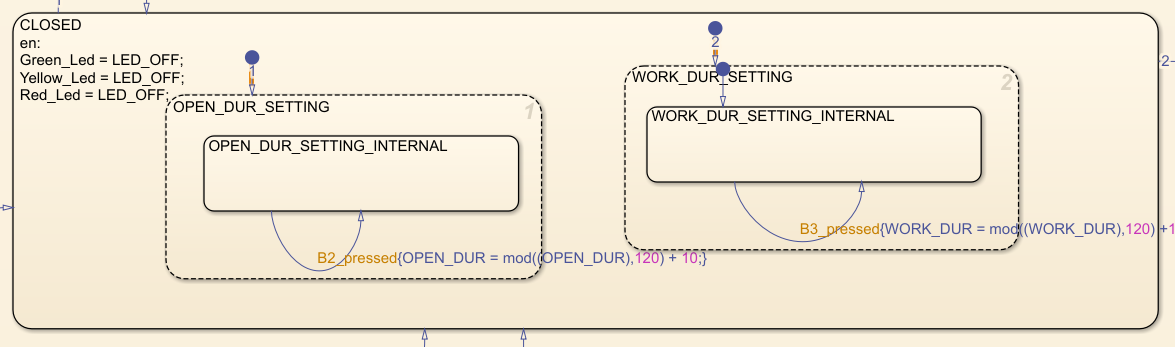 CLOSED
en:
Green_Led = LED_OFF;
Yellow_Led = LED_OFF;
Red_Led = LED_OFF;
1
OPEN_DUR_SETTING
1
OPEN_DUR_SETTING_INTERNAL
B2_pressed{OPEN_DUR = mod((OPEN_DUR),120) + 10;}
2
WORK_DUR_SETTING
2
WORK_DUR_SETTING_INTERNAL
B3_pressed{WORK_DUR = mod((WORK_DUR),120) +1
2